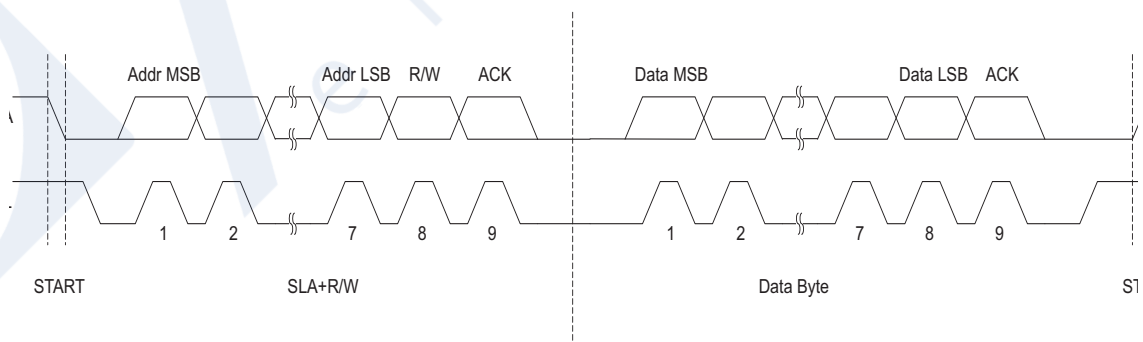 Addr MSB Addr LSB R/W ACK Data MSB Data LSB ACK
1 2 7 8 9 1 2 7 8 9
START SLA+R/W Data Byte